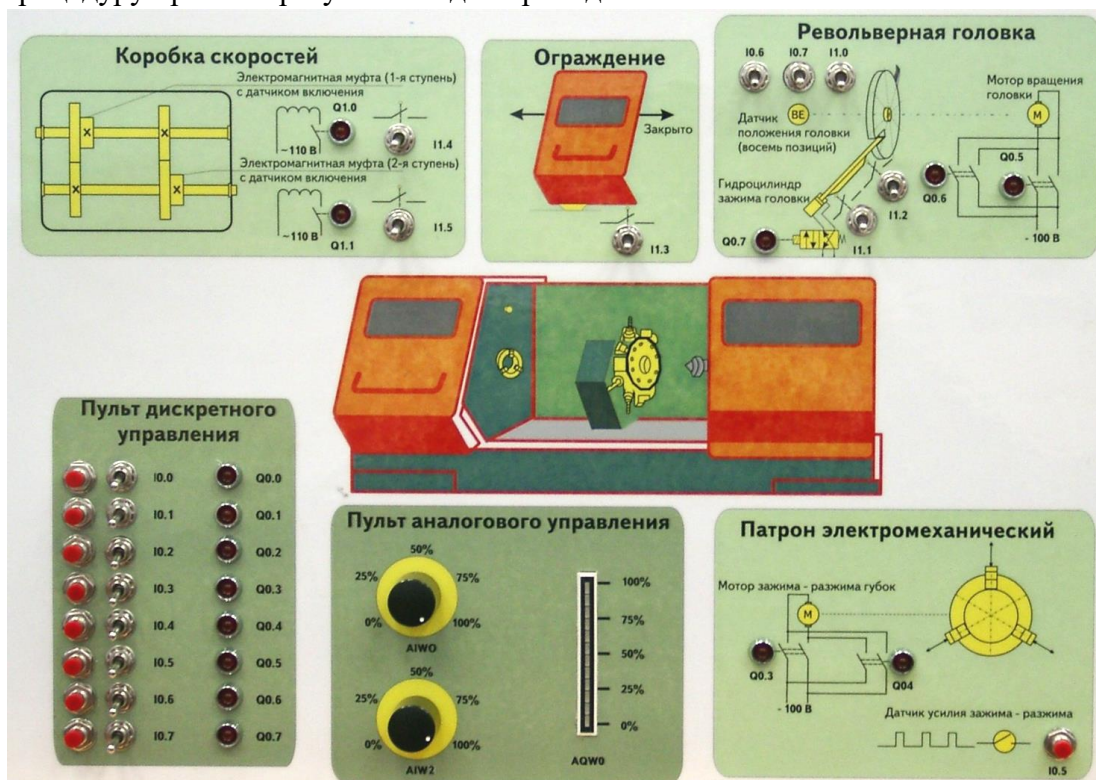 Коробка скоростей
Электромагнитная муфта (1-я ступень)
с датчиком включения
Q1.0
~110 В
I1.4
Электромагнитная муфта (2-я ступень)
с датчиком включения
~110 В
Q1.1
I1.5
Ограждение
Закрыто
I1.3
Револьверная головка
I0.6 I0.7 I1.0
Мотор вращения
головки
BE
M
Датчик
положения головки
(восемь позиций)
Q0.5
Гидроцилиндр
зажима головки
Q0.6
I1.2
Q0.7
I1.1
- 100 В
Пульт дискретного
управления
I0.0 Q0.0
I0.1 Q0.1
I0.2 Q0.2
I0.3 Q0.3
I0.4 Q0.4
I0.5 Q0.5
I0.6 Q0.6
I0.7 Q0.7
Пульт аналогового управления
50%
25% 75%
0% 100%
AIW0
50%
25% 75%
0% 100%
AIW2
100%
75%
50%
25%
0%
AQW0
Патрон электромеханический
Мотор зажима - разжима губок
M
Q0.3
Q04
- 100 В
Датчик усилия зажима - разжима
I0.5